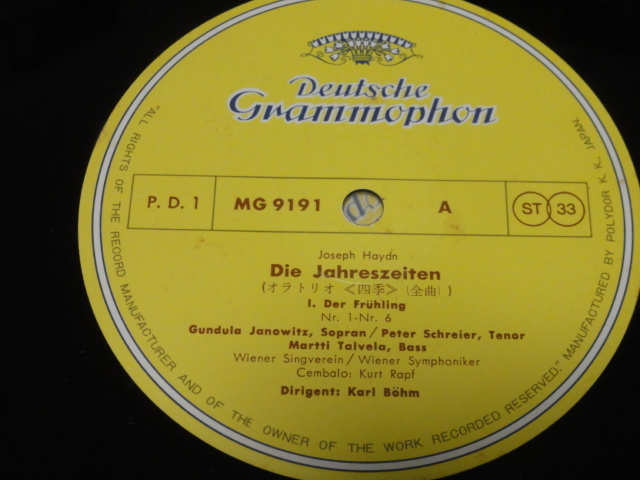 Deutsche
Grammophon
P. D. 1
MG 9191
A
ST 33
Joseph Haydn
Die Jahreszeiten
(オラトリオ 《四季》 (全曲) )
I. Der Frühling
Nr. 1-Nr. 6
Gundula Janowitz, Sopran / Peter Schreier, Tenor
Martti Talvela, Bass
Wiener Singverein / Wiener Symphoniker
Cembalo: Kurt Rapf
Dirigent: Karl Böhm
"ALL RIGHTS OF THE RECORD MANUFACTURER AND OF THE OWNER OF THE WORK RECORDED RESERVED." MANUFACTURED BY POLYDOR K. K., JAPAN.